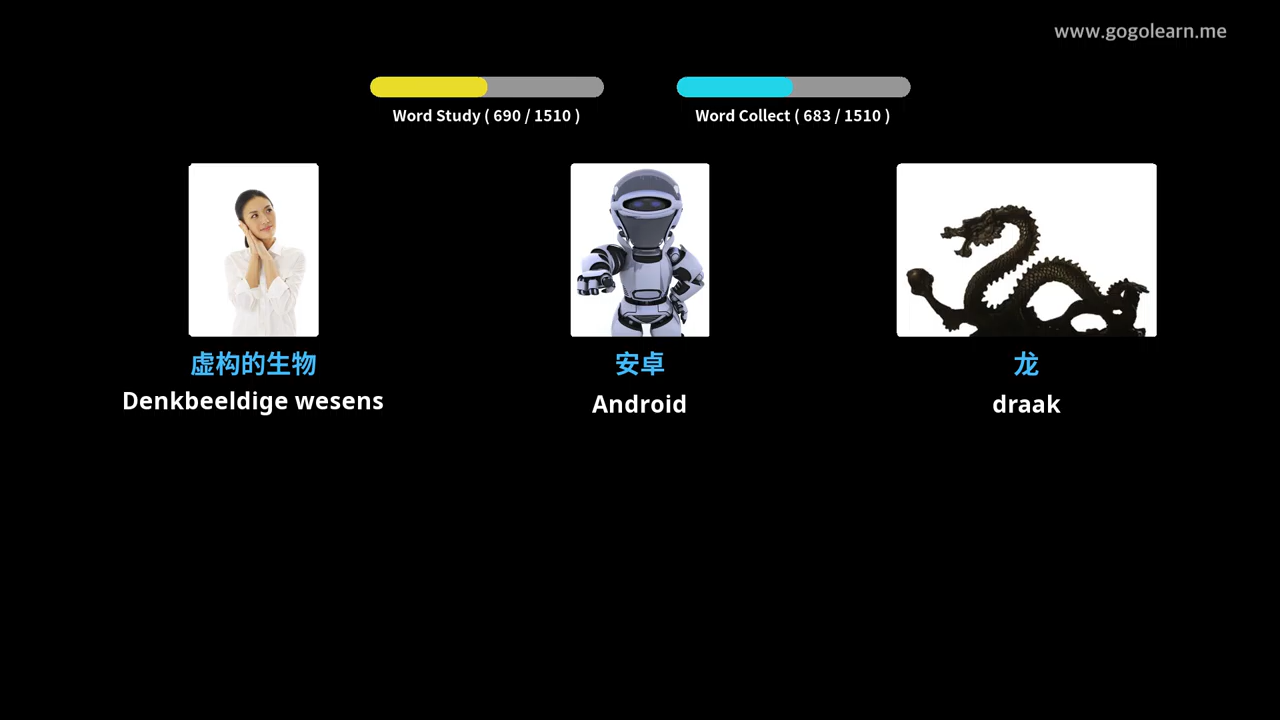 www.gogolearn.me
Word Study ( 690 / 1510 )
Word Collect ( 683 / 1510 )
虚构的生物
Denkbeeldige wesens
安卓
Android
龙
draak